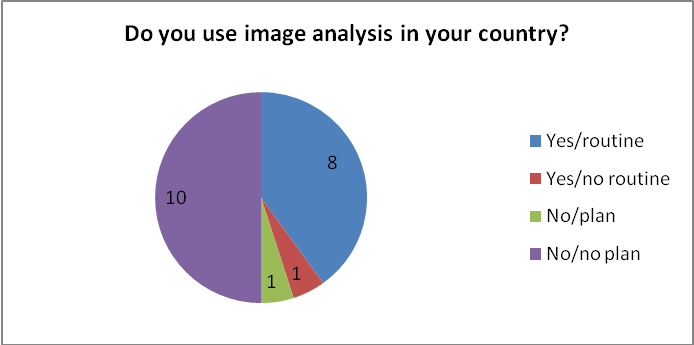 Do you use image analysis in your country?
8
10
1
1
Yes/routine
Yes/no routine
No/plan
No/no plan